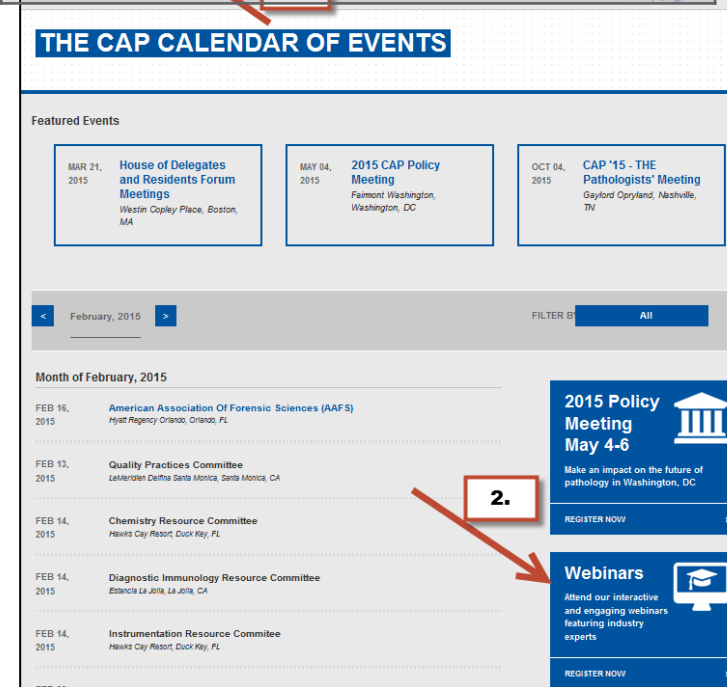 THE CAP CALENDAR OF EVENTS
Featured Events
MAR 21,
2015
House of Delegates
and Residents Forum
Meetings
Westin Copley Place, Boston,
MA
MAY 04,
2015
2015 CAP Policy
Meeting
Fairmont Washington,
Washington, DC
OCT 04,
2015
CAP '15 - THE
Pathologists' Meeting
Gaylord Opryland, Nashville,
TN
< February, 2015 >
FILTER BY All
Month of February, 2015
FEB 16,
2015
American Association Of Forensic Sciences (AAFS)
Hyatt Regency Orlando, Orlando, FL
FEB 13,
2015
Quality Practices Committee
LeMeridien Delfina Santa Monica, Santa Monica, CA
FEB 14,
2015
Chemistry Resource Committee
Hawks Cay Resort, Duck Key, FL
FEB 14,
2015
Diagnostic Immunology Resource Committee
Estancia La Jolla, La Jolla, CA
FEB 14,
2015
Instrumentation Resource Commitee
Hawks Cay Resort, Duck Key, FL
2015 Policy
Meeting
May 4-6
Make an impact on the future of
pathology in Washington, DC
REGISTER NOW
2.
Webinars
Attend our interactive
and engaging webinars
featuring industry
experts
REGISTER NOW